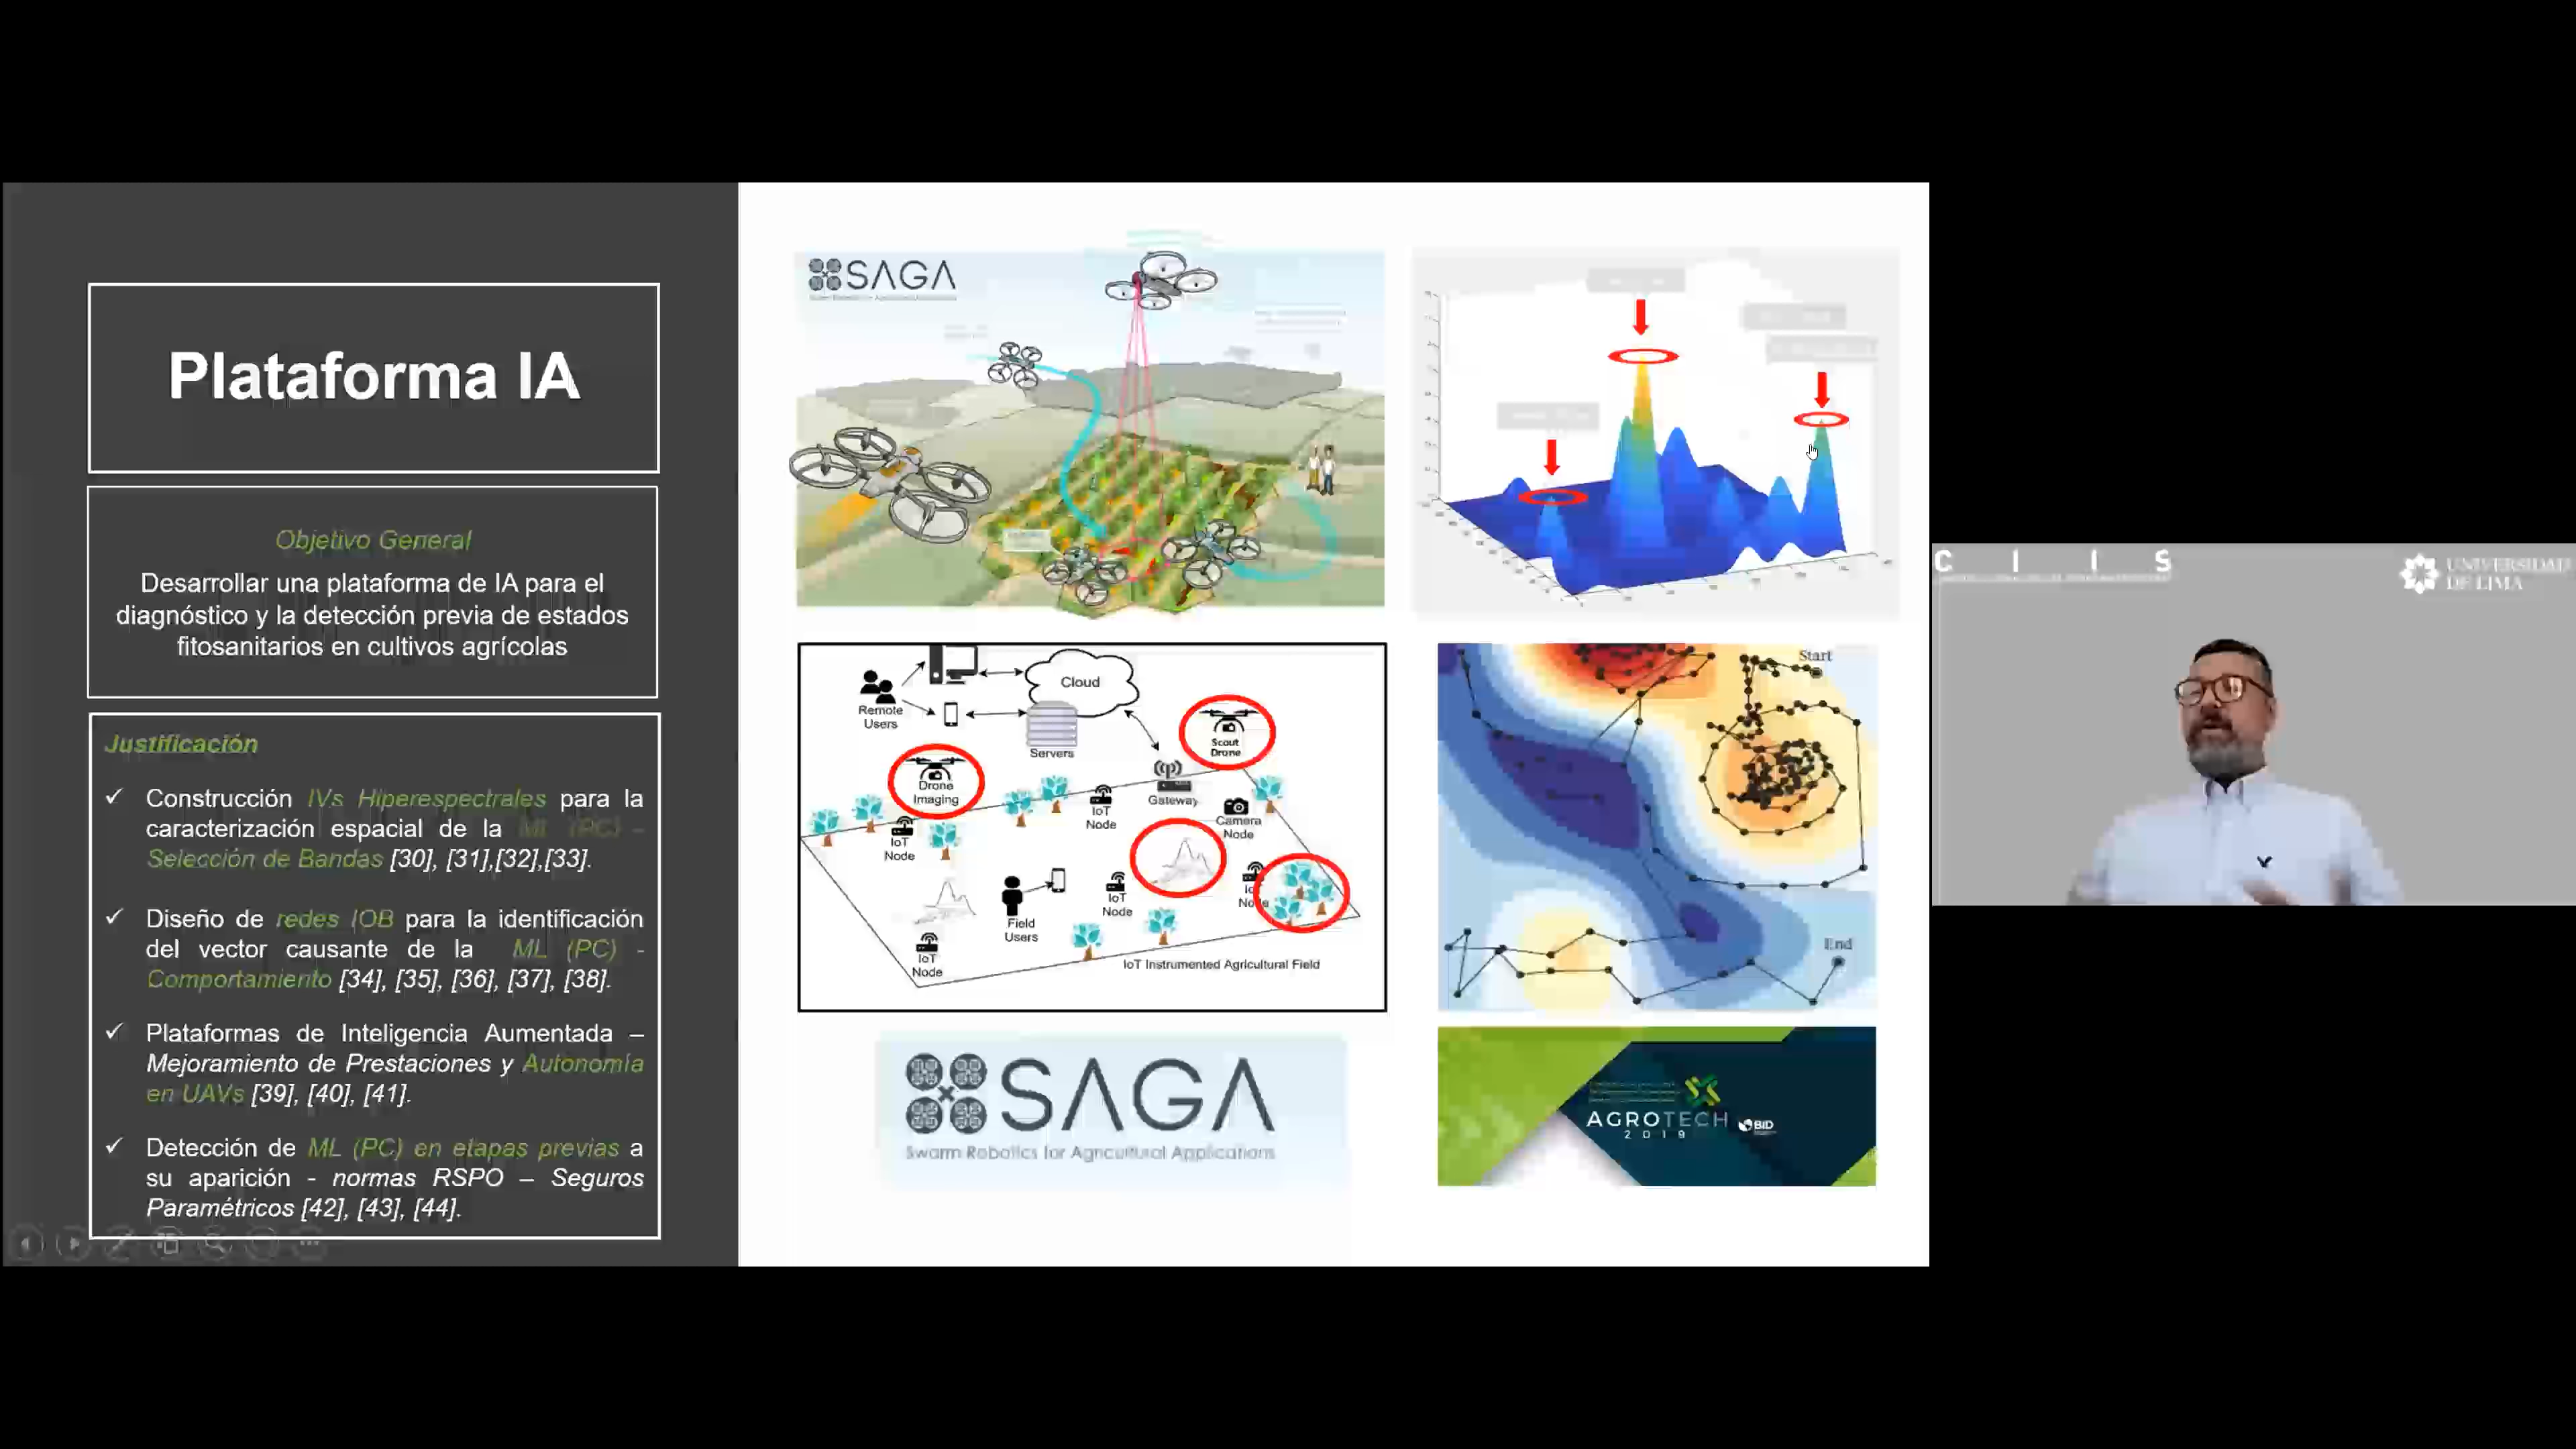 Plataforma IA
Objetivo General
Desarrollar una plataforma de IA para el
diagnóstico y la detección previa de estados
fitosanitarios en cultivos agrícolas
Justificación
✓ Construcción IVs Hiperespectrales para la
caracterización espacial de la ML (PC) -
Selección de Bandas [30], [31],[32],[33].
✓ Diseño de redes IOB para la identificación
del vector causante de la ML (PC) -
Comportamiento [34], [35], [36], [37], [38].
✓ Plataformas de Inteligencia Aumentada –
Mejoramiento de Prestaciones y Autonomía
en UAVs [39], [40], [41].
✓ Detección de ML (PC) en etapas previas a
su aparición - normas RSPO – Seguros
Paramétricos [42], [43], [44].
SAGA
Remote
Users
Cloud
Servers
Scout
Drone
Drone
Imaging
Gateway
IoT
Node
Camera
Node
IoT
Node
IoT
Node
IoT
Node
Field
Users
IoT
Node
IoT Instrumented Agricultural Field
Start
End
SAGA
Swarm Robotics for Agricultural Applications
AGROTECH
2019
BID
C I I S
UNIVERSIDAD
DE LIMA